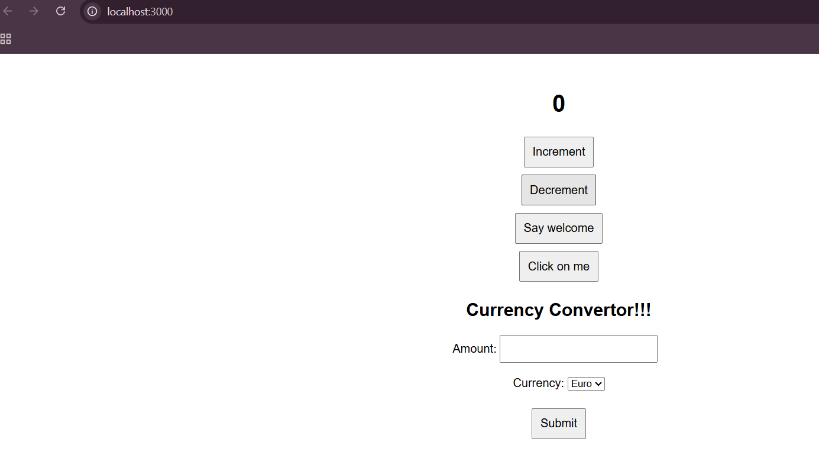 localhost:3000
0
Increment
Decrement
Say welcome
Click on me
Currency Convertor!!!
Amount:
Currency: Euro
Submit